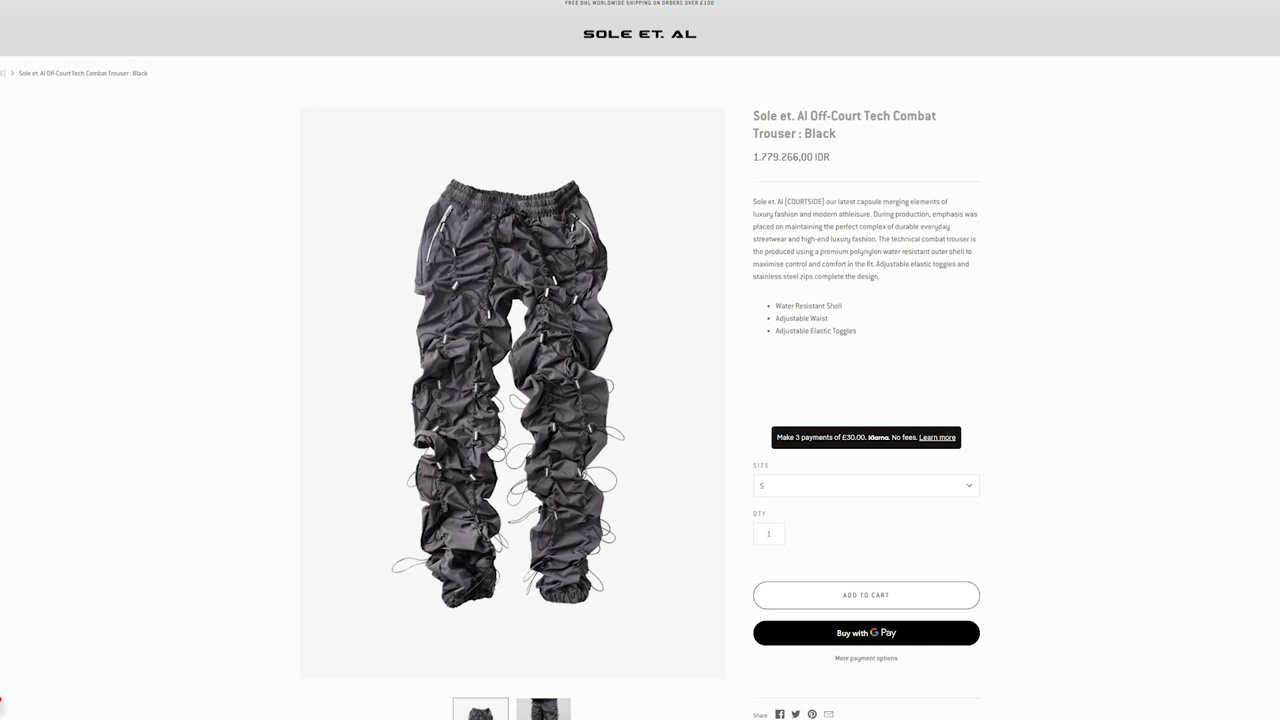 FREE DHL WORLDWIDE SHIPPING ON ORDERS OVER £100
SOLE ET. AL
Sole et. Al Off-Court Tech Combat Trouser : Black
Sole et. Al Off-Court Tech Combat
Trouser : Black
1.779.266,00 IDR
Sole et. Al [COURTSIDE] our latest capsule merging elements of
luxury fashion and modern athleisure. During production, emphasis was
placed on maintaining the perfect complex of durable everyday
streetwear and high-end luxury fashion. The technical combat trouser is
the produced using a premium polynylon water resistant outer shell to
maximise control and comfort in the fit. Adjustable elastic toggles and
stainless steel zips complete the design.
Water Resistant Shell
Adjustable Waist
Adjustable Elastic Toggles
Make 3 payments of £30.00. Klarna. No fees. Learn more
SIZE
S
QTY
1
ADD TO CART
Buy with G Pay
More payment options
Share